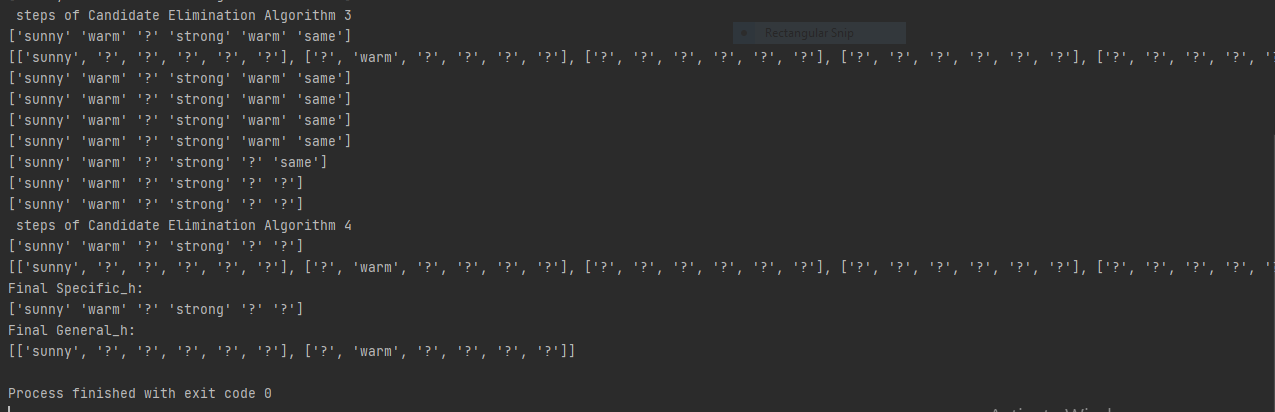 steps of Candidate Elimination Algorithm 3
['sunny' 'warm' '?' 'strong' 'warm' 'same']
Rectangular Snip
[['sunny', '?', '?', '?', '?', '?'], ['?', 'warm', '?', '?', '?', '?'], ['?', '?', '?', '?', '?', '?'], ['?', '?', '?', '?', '?', '?'], ['?', '?', '?', '?', '?
['sunny' 'warm' '?' 'strong' 'warm' 'same']
['sunny' 'warm' '?' 'strong' 'warm' 'same']
['sunny' 'warm' '?' 'strong' 'warm' 'same']
['sunny' 'warm' '?' 'strong' 'warm' 'same']
['sunny' 'warm' '?' 'strong' '?' 'same']
['sunny' 'warm' '?' 'strong' '?' '?']
['sunny' 'warm' '?' 'strong' '?' '?']
steps of Candidate Elimination Algorithm 4
['sunny' 'warm' '?' 'strong' '?' '?']
[['sunny', '?', '?', '?', '?', '?'], ['?', 'warm', '?', '?', '?', '?'], ['?', '?', '?', '?', '?', '?'], ['?', '?', '?', '?', '?', '?'], ['?', '?', '?', '?', '?
Final Specific_h:
['sunny' 'warm' '?' 'strong' '?' '?']
Final General_h:
[['sunny', '?', '?', '?', '?', '?'], ['?', 'warm', '?', '?', '?', '?']]
Process finished with exit code 0